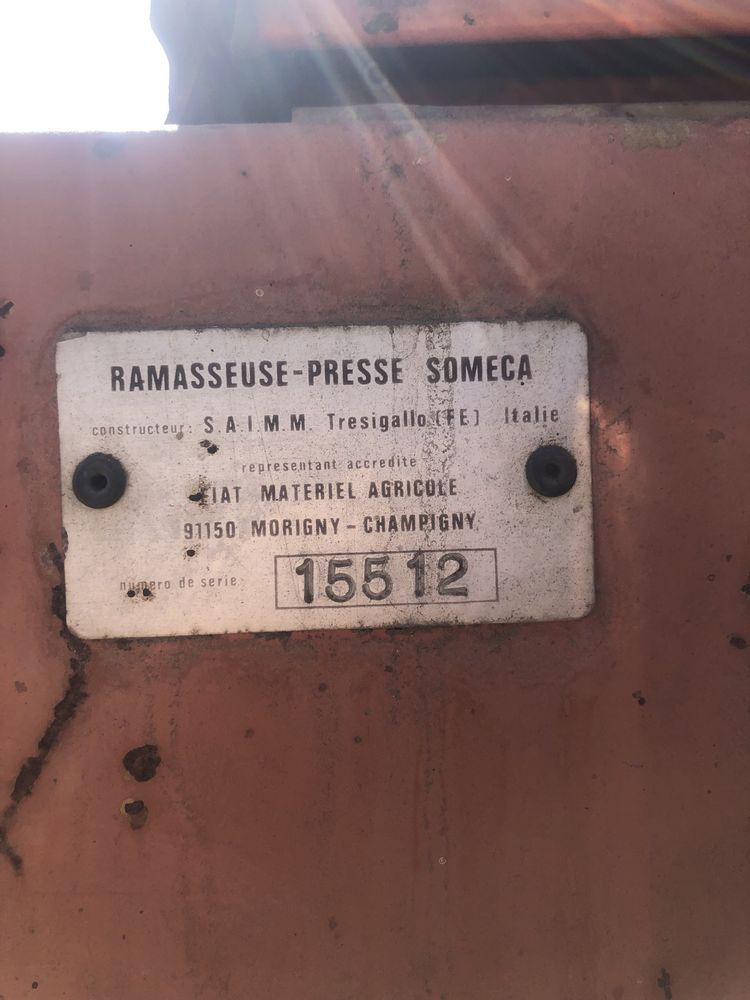 RAMASSEUSE-PRESSE SOMECA
constructeur: S.A.I.M.M. Tresigallo (FE) Italie
representant accredite
FIAT MATERIEL AGRICOLE
91150 MORIGNY-CHAMPIGNY
numero de serie 15512